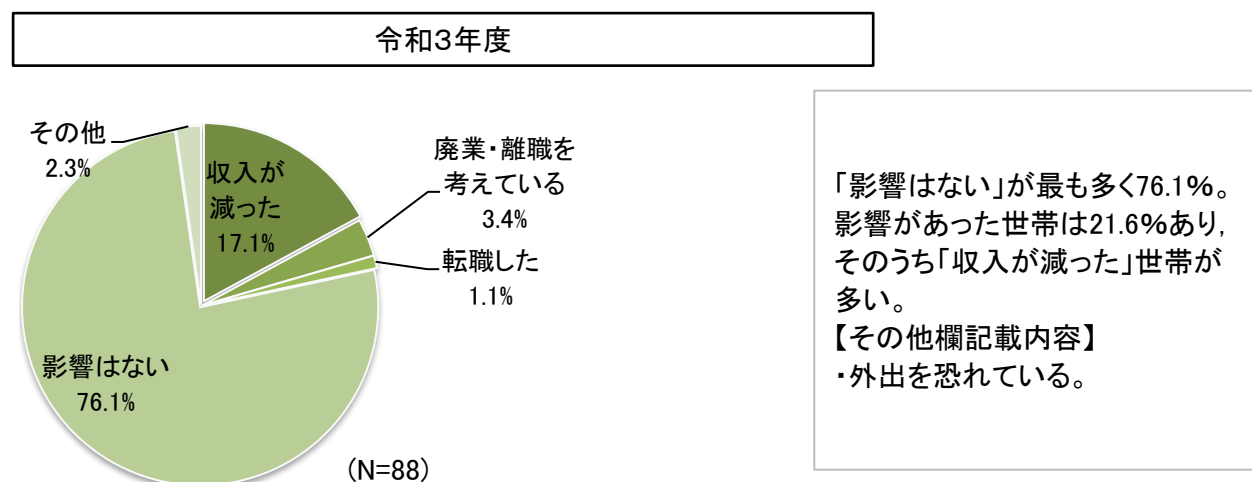 令和3年度
その他
2.3%
収入が
減った
17.1%
廃業・離職を
考えている
3.4%
転職した
1.1%
影響はない
76.1%
(N=88)
「影響はない」が最も多く76.1%。
影響があった世帯は21.6%あり,
そのうち「収入が減った」世帯が
多い。
【その他欄記載内容】
・外出を恐れている。